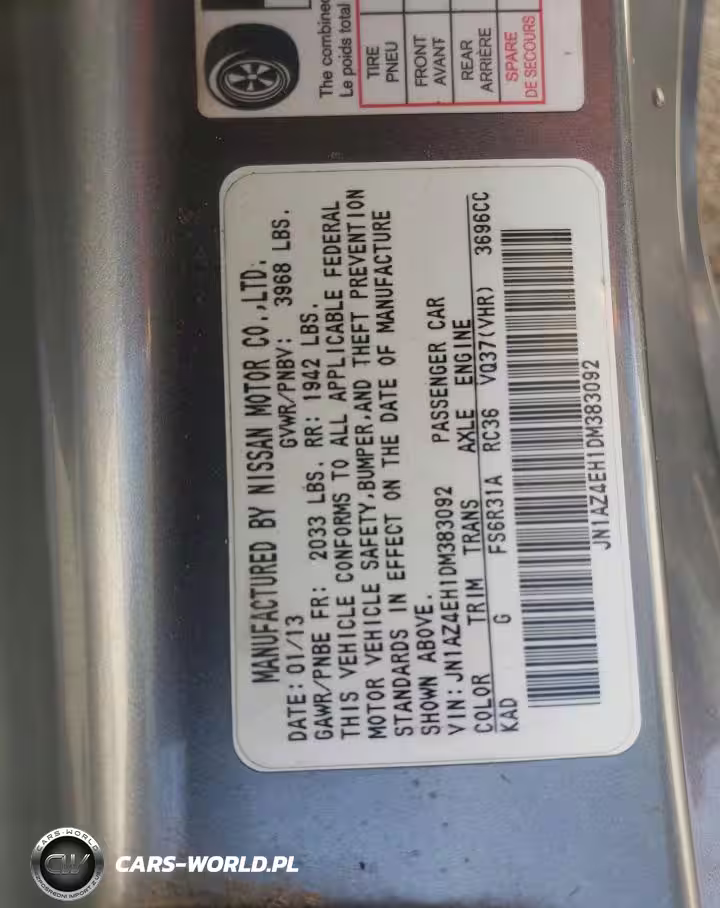 The combined
Le poids total
TIRE
PNEU
FRONT
AVANT
REAR
ARRIÈRE
SPARE
DE SECOURS
MANUFACTURED BY NISSAN MOTOR CO.,LTD.
DATE: 01/13 GVWR/PNBV: 3968 LBS.
GAWR/PNBE FR: 2033 LBS. RR: 1942 LBS.
THIS VEHICLE CONFORMS TO ALL APPLICABLE FEDERAL
MOTOR VEHICLE SAFETY,BUMPER,AND THEFT PREVENTION
STANDARDS IN EFFECT ON THE DATE OF MANUFACTURE
SHOWN ABOVE.
VIN: JN1AZ4EH1DM383092 PASSENGER CAR
COLOR TRIM TRANS AXLE ENGINE
KAD G FS6R31A RC36 VQ37(VHR) 3696CC
JN1AZ4EH1DM383092
CARS-WORLD
CW
CARS-WORLD.PL